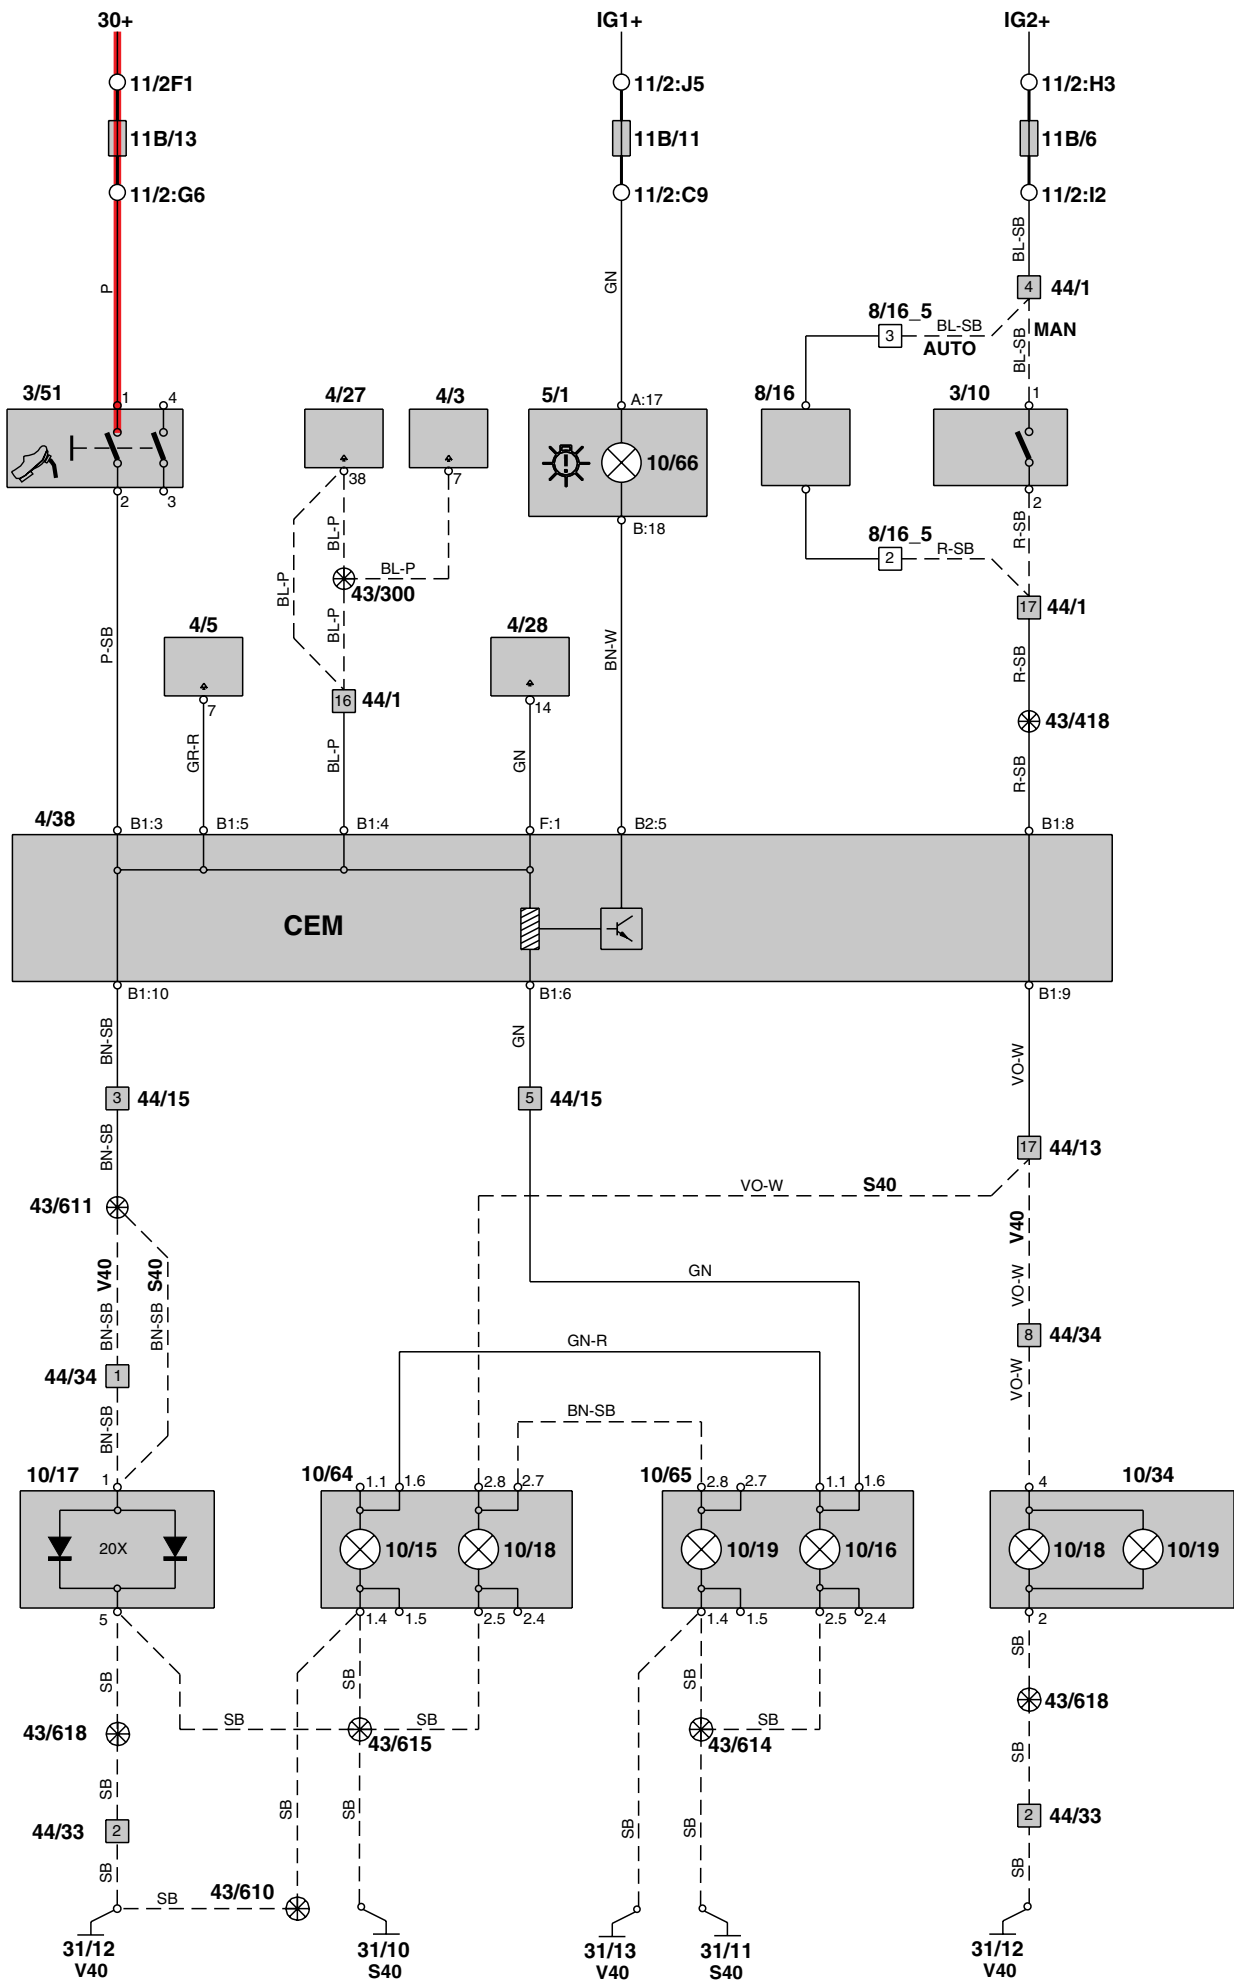 30+ IG1+ IG2+
11/2F1 11/2:J5 11/2:H3
11B/13 11B/11 11B/6
11/2:G6 11/2:C9 11/2:I2
BL-SB
P GN
4 44/1
8/16_5
3 BL-SB MAN
AUTO BL-SB
3/51 4/27 4/3 5/1 8/16 3/10
1 4 A:17 1
10/66
38 7
2 3 2
B:18
8/16_5
BL-P R-SB
2 R-SB
BL-P BL-P
43/300
17 44/1
4/5 BL-P 4/28
P-SB BN-W R-SB
16 44/1
7 14
43/418
GR-R BL-P GN R-SB
4/38 B1:3 B1:5 B1:4 F:1 B2:5 B1:8
CEM
B1:10 B1:6 B1:9
BN-SB GN VO-W
3 44/15 5 44/15
BN-SB 17 44/13
VO-W S40
43/611
V40
V40 S40 GN VO-W
BN-SB BN-SB
8 44/34
GN-R
44/34 1 VO-W
BN-SB BN-SB
10/17 1 10/64 1.1 1.6 2.8 2.7 10/65 2.8 2.7 1.1 1.6 4 10/34
20X 10/15 10/18 10/19 10/16 10/18 10/19
5 1.4 1.5 2.5 2.4 1.4 1.5 2.5 2.4 2
SB SB SB SB
43/618
SB SB SB
43/618 43/615 43/614
SB SB SB SB SB SB
44/33 2 2 44/33
SB SB
SB 43/610
31/12 31/10 31/13 31/11 31/12
V40 S40 V40 S40 V40